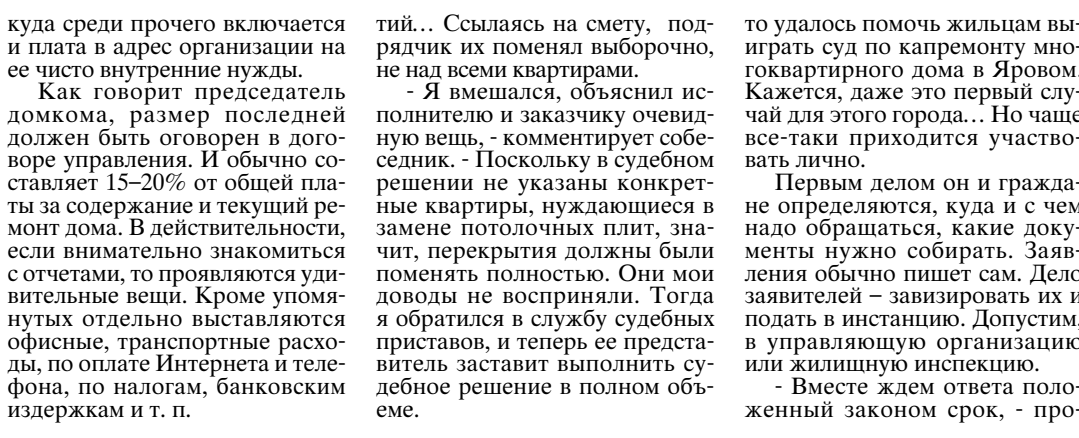 куда среди прочего включается
и плата в адрес организации на
ее чисто внутренние нужды.
Как говорит председатель
домкома, размер последней
должен быть оговорен в дого-
воре управления. И обычно со-
ставляет 15–20% от общей пла-
ты за содержание и текущий ре-
монт дома. В действительности,
если внимательно знакомиться
с отчетами, то проявляются уди-
вительные вещи. Кроме упомя-
нутых отдельно выставляются
офисные, транспортные расхо-
ды, по оплате Интернета и теле-
фона, по налогам, банковским
издержкам и т. п.
тий... Ссылаясь на смету, под-
рядчик их поменял выборочно,
не над всеми квартирами.
- Я вмешался, объяснил ис-
полнителю и заказчику очевид-
ную вещь, - комментирует собе-
седник. - Поскольку в судебном
решении не указаны конкрет-
ные квартиры, нуждающиеся в
замене потолочных плит, зна-
чит, перекрытия должны были
поменять полностью. Они мои
доводы не восприняли. Тогда
я обратился в службу судебных
приставов, и теперь ее предста-
витель заставит выполнить су-
дебное решение в полном объ-
еме.
то удалось помочь жильцам вы-
играть суд по капремонту мно-
гоквартирного дома в Яровом.
Кажется, даже это первый слу-
чай для этого города... Но чаще
все-таки приходится участво-
вать лично.
Первым делом он и гражда-
не определяются, куда и с чем
надо обращаться, какие доку-
менты нужно собирать. Заяв-
ления обычно пишет сам. Дело
заявителей – завизировать их и
подать в инстанцию. Допустим,
в управляющую организацию
или жилищную инспекцию.
- Вместе ждем ответа поло-
женный законом срок, - про-